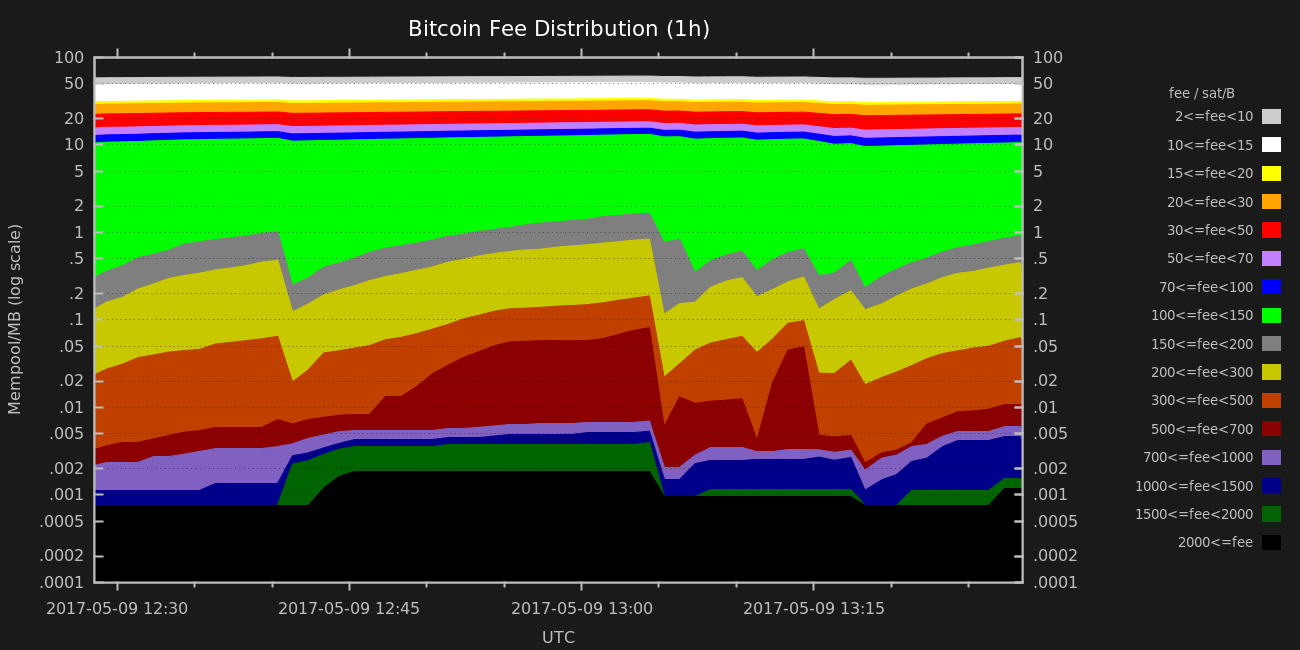 Bitcoin Fee Distribution (1h)
Mempool/MB (log scale)
100
50
20
10
5
2
1
.5
.2
.1
.05
.02
.01
.005
.002
.001
.0005
.0002
.0001
100
50
20
10
5
2
1
.5
.2
.1
.05
.02
.01
.005
.002
.001
.0005
.0002
.0001
2017-05-09 12:30
2017-05-09 12:45
2017-05-09 13:00
2017-05-09 13:15
UTC
fee / sat/B
2<=fee<10
10<=fee<15
15<=fee<20
20<=fee<30
30<=fee<50
50<=fee<70
70<=fee<100
100<=fee<150
150<=fee<200
200<=fee<300
300<=fee<500
500<=fee<700
700<=fee<1000
1000<=fee<1500
1500<=fee<2000
2000<=fee